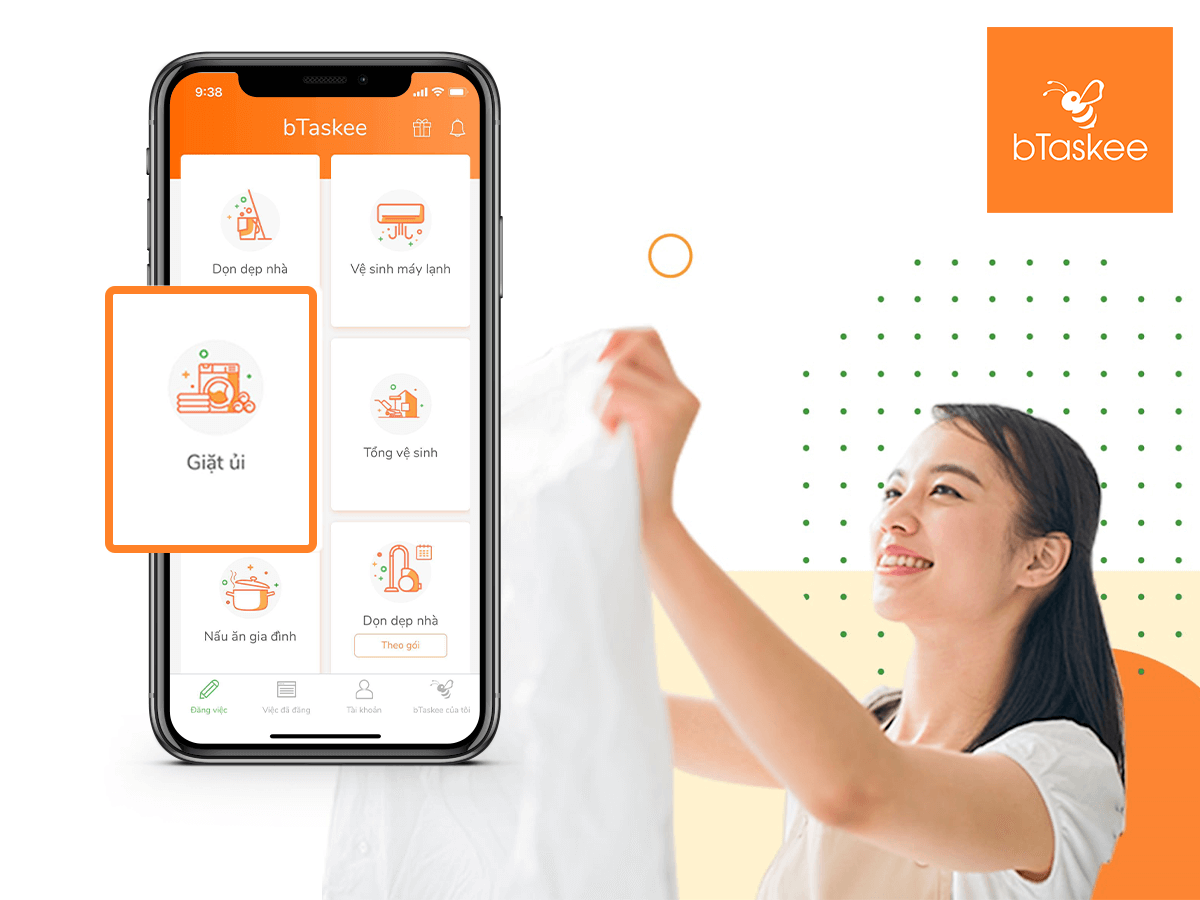 9:38
bTaskee
Dọn dẹp nhà
Vệ sinh máy lạnh
Giặt ủi
Tổng vệ sinh
Nấu ăn gia đình
Dọn dẹp nhà
Theo gói
Đăng việc
Việc đã đăng
Tài khoản
bTaskee của tôi
bTaskee